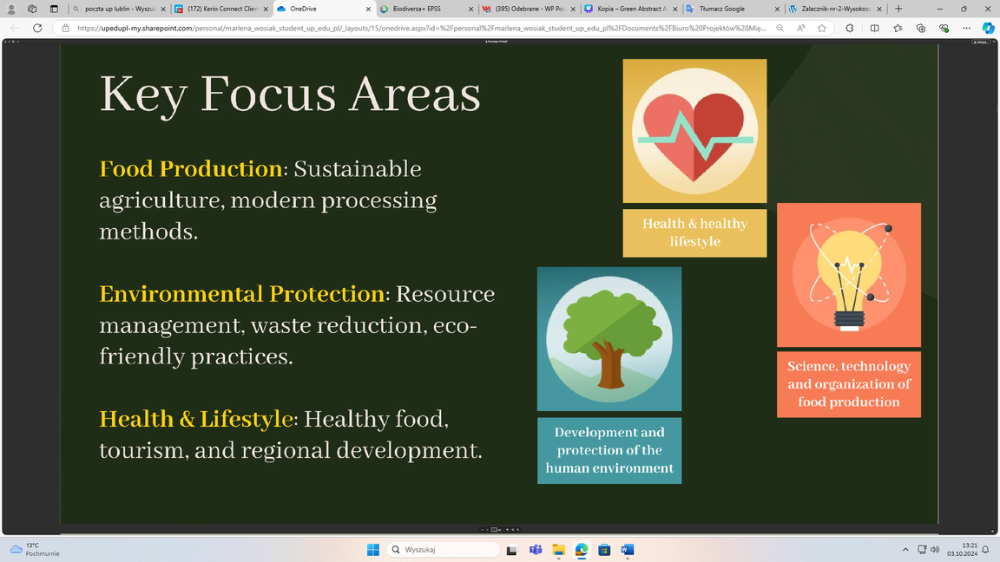 poczta up lublin - Wyszu
(172) Kerio Connect Clien
OneDrive
Biodiversa+ EPSS
(395) Odebrane - WP Poc
Kopia – Green Abstract A
Tłumacz Google
Zalacznik-nr-2-Wysokosc
https://upedupl-my.sharepoint.com/personal/marlena_wosiak_student_up_edu_pl/_layouts/15/onedrive.aspx?id=%2Fpersonal%2Fmarlena_wosiak_student_up_edu_pl%2FDocuments%2FBiuro%20Projektów%20Mię...
Key Focus Areas
Food Production: Sustainable
agriculture, modern processing
methods.
Environmental Protection: Resource
management, waste reduction, eco-
friendly practices.
Health & Lifestyle: Healthy food,
tourism, and regional development.
Health & healthy
lifestyle
Science, technology
and organization of
food production
Development and
protection of the
human environment
13°C
Pochmurnie
Wyszukaj
13:21
03.10.2024